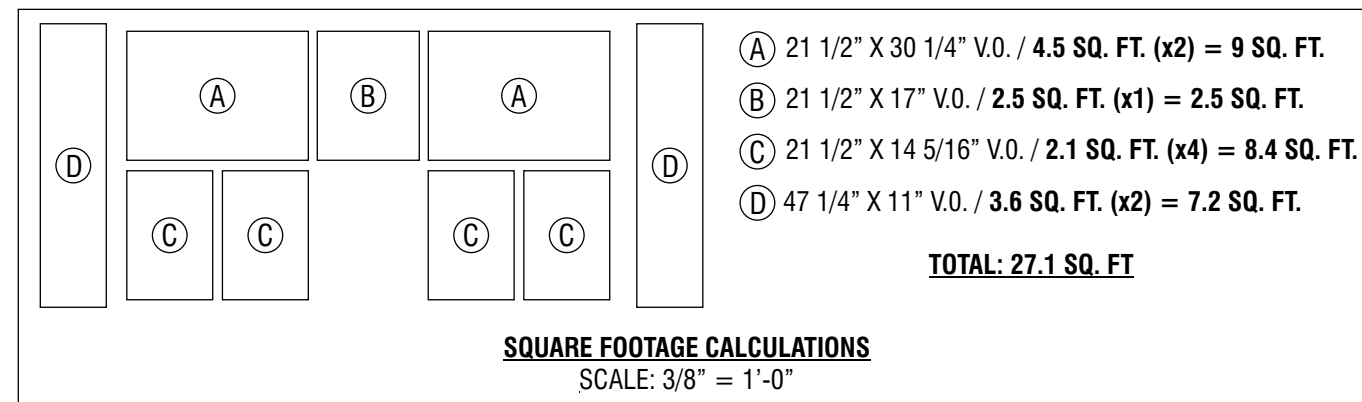 D A B A D
C C C C
A 21 1/2” X 30 1/4” V.O. / 4.5 SQ. FT. (x2) = 9 SQ. FT.
B 21 1/2” X 17” V.O. / 2.5 SQ. FT. (x1) = 2.5 SQ. FT.
C 21 1/2” X 14 5/16” V.O. / 2.1 SQ. FT. (x4) = 8.4 SQ. FT.
D 47 1/4” X 11” V.O. / 3.6 SQ. FT. (x2) = 7.2 SQ. FT.
TOTAL: 27.1 SQ. FT
SQUARE FOOTAGE CALCULATIONS
SCALE: 3/8” = 1’-0”